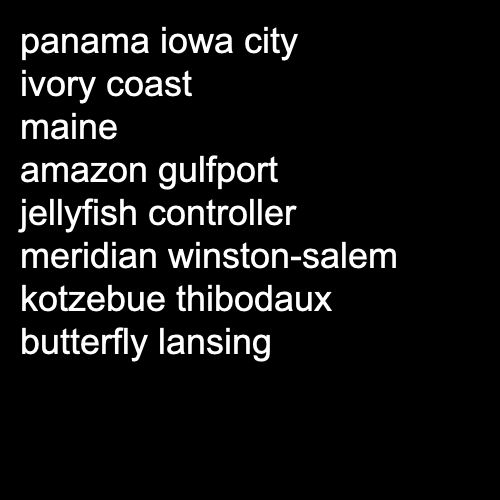 panama iowa city
ivory coast
maine
amazon gulfport
jellyfish controller
meridian winston-salem
kotzebue thibodaux
butterfly lansing